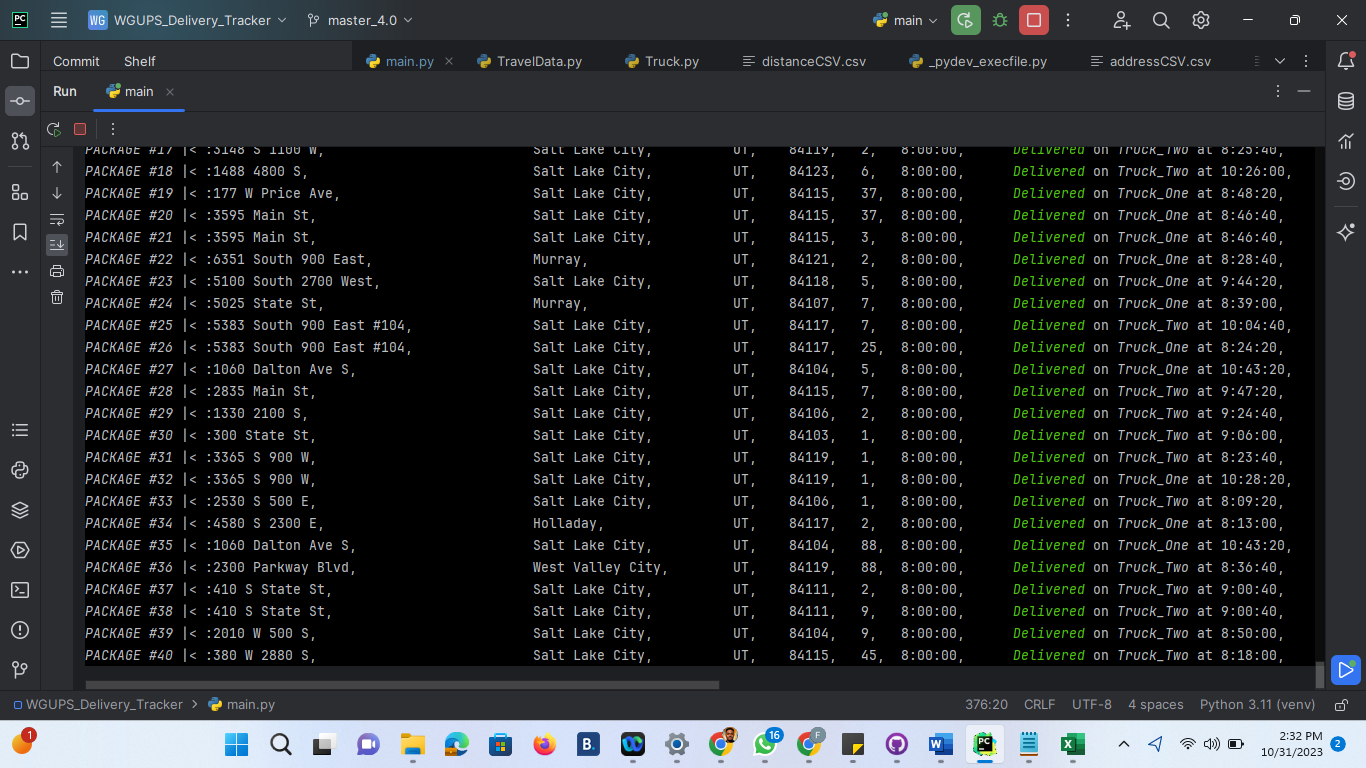 WG WGUPS_Delivery_Tracker master_4.0 main
Commit Shelf main.py TravelData.py Truck.py distanceCSV.csv _pydev_execfile.py addressCSV.csv
Run main
PACKAGE #17 |< :3148 S 1100 W, Salt Lake City, UT, 84119, 2, 8:00:00, Delivered on Truck_Two at 8:25:40,
PACKAGE #18 |< :1488 4800 S, Salt Lake City, UT, 84123, 6, 8:00:00, Delivered on Truck_Two at 10:26:00,
PACKAGE #19 |< :177 W Price Ave, Salt Lake City, UT, 84115, 37, 8:00:00, Delivered on Truck_One at 8:48:20,
PACKAGE #20 |< :3595 Main St, Salt Lake City, UT, 84115, 37, 8:00:00, Delivered on Truck_One at 8:46:40,
PACKAGE #21 |< :3595 Main St, Salt Lake City, UT, 84115, 3, 8:00:00, Delivered on Truck_One at 8:46:40,
PACKAGE #22 |< :6351 South 900 East, Murray, UT, 84121, 2, 8:00:00, Delivered on Truck_One at 8:28:40,
PACKAGE #23 |< :5100 South 2700 West, Salt Lake City, UT, 84118, 5, 8:00:00, Delivered on Truck_One at 9:44:20,
PACKAGE #24 |< :5025 State St, Murray, UT, 84107, 7, 8:00:00, Delivered on Truck_One at 8:39:00,
PACKAGE #25 |< :5383 South 900 East #104, Salt Lake City, UT, 84117, 7, 8:00:00, Delivered on Truck_Two at 10:04:40,
PACKAGE #26 |< :5383 South 900 East #104, Salt Lake City, UT, 84117, 25, 8:00:00, Delivered on Truck_One at 8:24:20,
PACKAGE #27 |< :1060 Dalton Ave S, Salt Lake City, UT, 84104, 5, 8:00:00, Delivered on Truck_One at 10:43:20,
PACKAGE #28 |< :2835 Main St, Salt Lake City, UT, 84115, 7, 8:00:00, Delivered on Truck_Two at 9:47:20,
PACKAGE #29 |< :1330 2100 S, Salt Lake City, UT, 84106, 2, 8:00:00, Delivered on Truck_Two at 9:24:40,
PACKAGE #30 |< :300 State St, Salt Lake City, UT, 84103, 1, 8:00:00, Delivered on Truck_Two at 9:06:00,
PACKAGE #31 |< :3365 S 900 W, Salt Lake City, UT, 84119, 1, 8:00:00, Delivered on Truck_Two at 8:23:40,
PACKAGE #32 |< :3365 S 900 W, Salt Lake City, UT, 84119, 1, 8:00:00, Delivered on Truck_One at 10:28:20,
PACKAGE #33 |< :2530 S 500 E, Salt Lake City, UT, 84106, 1, 8:00:00, Delivered on Truck_Two at 8:09:20,
PACKAGE #34 |< :4580 S 2300 E, Holladay, UT, 84117, 2, 8:00:00, Delivered on Truck_One at 8:13:00,
PACKAGE #35 |< :1060 Dalton Ave S, Salt Lake City, UT, 84104, 88, 8:00:00, Delivered on Truck_One at 10:43:20,
PACKAGE #36 |< :2300 Parkway Blvd, West Valley City, UT, 84119, 88, 8:00:00, Delivered on Truck_Two at 8:36:40,
PACKAGE #37 |< :410 S State St, Salt Lake City, UT, 84111, 2, 8:00:00, Delivered on Truck_Two at 9:00:40,
PACKAGE #38 |< :410 S State St, Salt Lake City, UT, 84111, 9, 8:00:00, Delivered on Truck_Two at 9:00:40,
PACKAGE #39 |< :2010 W 500 S, Salt Lake City, UT, 84104, 9, 8:00:00, Delivered on Truck_Two at 8:50:00,
PACKAGE #40 |< :380 W 2880 S, Salt Lake City, UT, 84115, 45, 8:00:00, Delivered on Truck_Two at 8:18:00,
WGUPS_Delivery_Tracker > main.py 376:20 CRLF UTF-8 4 spaces Python 3.11 (venv)
1 B. 16 F W PC X 2:32 PM
10/31/2023 2